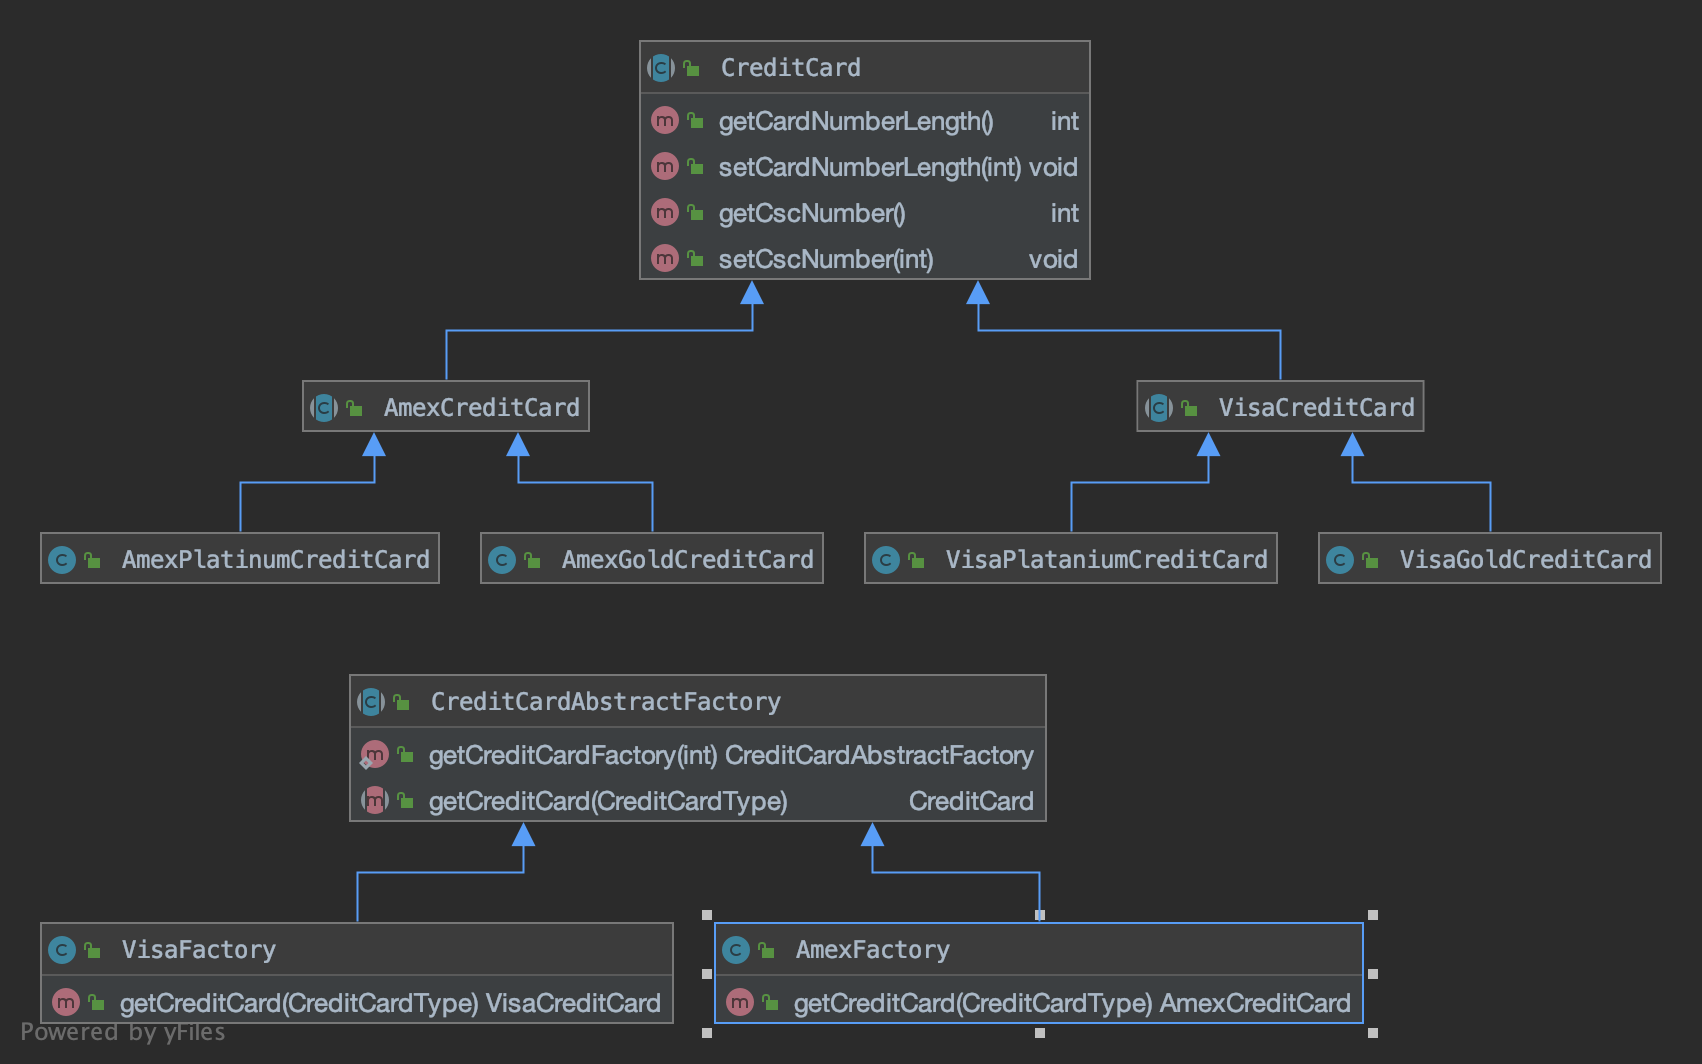 CreditCard
getCardNumberLength() int
setCardNumberLength(int) void
getCscNumber() int
setCscNumber(int) void
AmexCreditCard
VisaCreditCard
AmexPlatinumCreditCard
AmexGoldCreditCard
VisaPlataniumCreditCard
VisaGoldCreditCard
CreditCardAbstractFactory
getCreditCardFactory(int) CreditCardAbstractFactory
getCreditCard(CreditCardType) CreditCard
VisaFactory
getCreditCard(CreditCardType) VisaCreditCard
AmexFactory
getCreditCard(CreditCardType) AmexCreditCard
Powered by yFiles